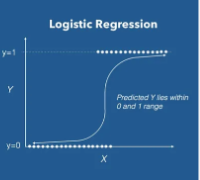 Logistic Regression
y=1
Y
Predicted Y lies within
0 and 1 range
y=0
X